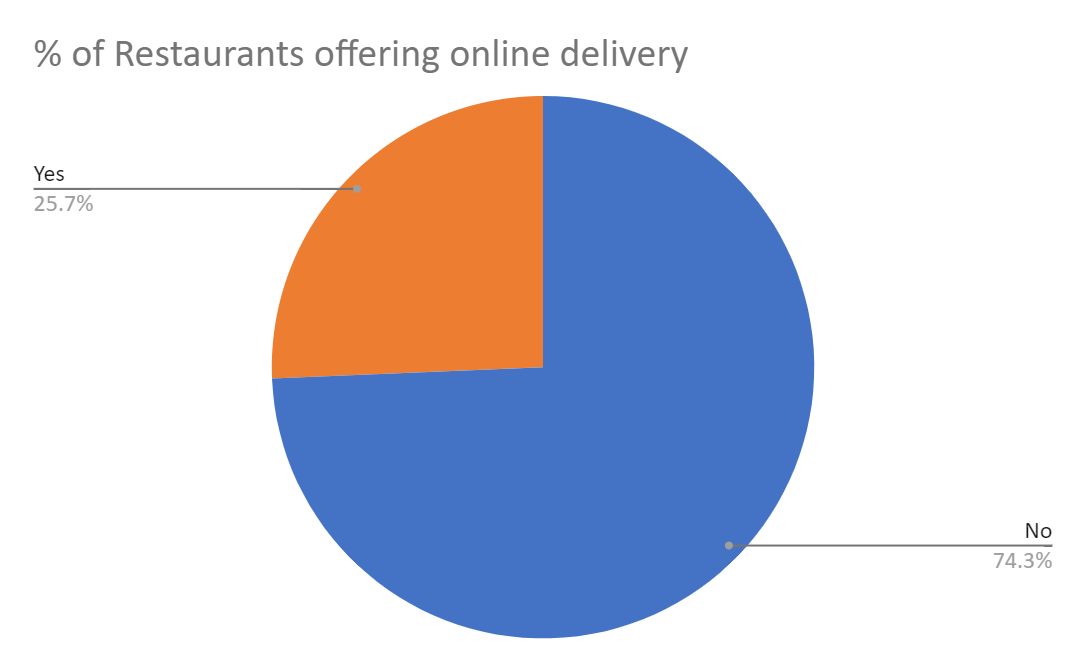 % of Restaurants offering online delivery
Yes
25.7%
No
74.3%